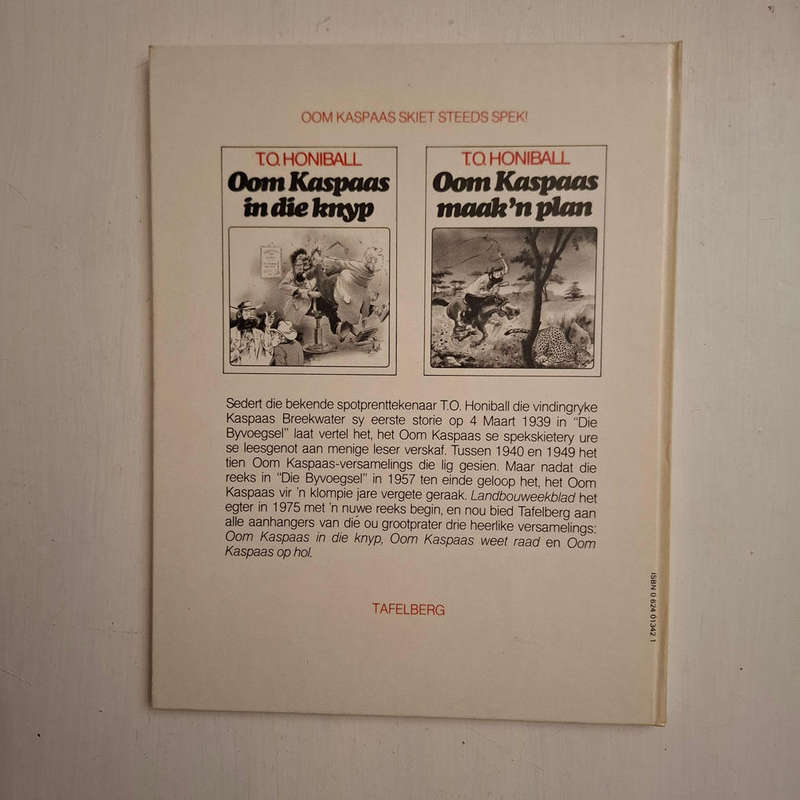 OOM KASPAAS SKIET STEEDS SPEK!
T.O. HONIBALL
Oom Kaspaas
in die knyp
T.O. HONIBALL
Oom Kaspaas
maak 'n plan
Sedert die bekende spotprenttekenaar T.O. Honiball die vindingryke
Kaspaas Breekwater sy eerste storie op 4 Maart 1939 in "Die
Byvoegsel" laat vertel het, het Oom Kaspaas se spekskietery ure
se leesgenot aan menige leser verskaf. Tussen 1940 en 1949 het
tien Oom Kaspaas-versamelings die lig gesien. Maar nadat die
reeks in "Die Byvoegsel" in 1957 ten einde geloop het, het Oom
Kaspaas vir 'n klompie jare vergete geraak. Landbouweekblad het
egter in 1975 met 'n nuwe reeks begin, en nou bied Tafelberg aan
alle aanhangers van dié ou grootprater drie heerlike versamelings:
Oom Kaspaas in die knyp, Oom Kaspaas weet raad en Oom
Kaspaas op hol.
TAFELBERG
ISBN 0 624 01342 1